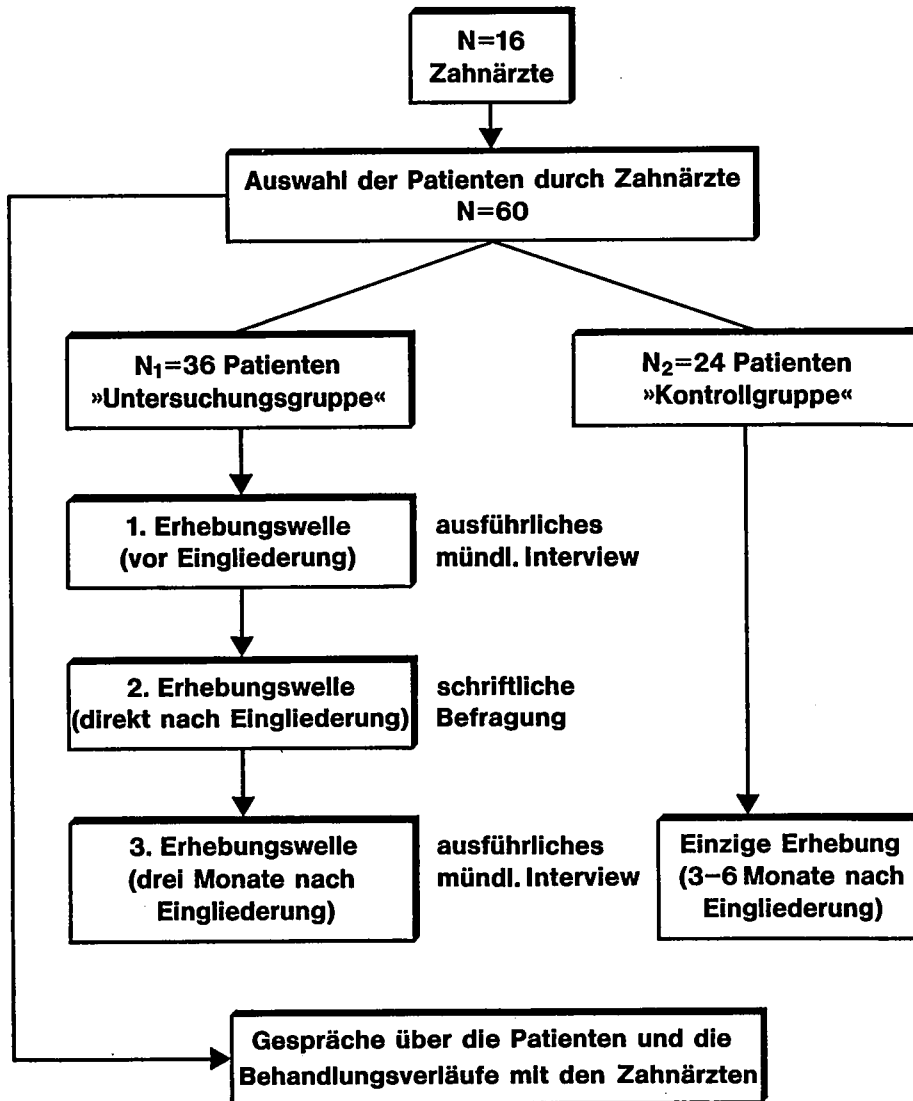 N=16
Zahnärzte
Auswahl der Patienten durch Zahnärzte
N=60
N₁=36 Patienten
»Untersuchungsgruppe«
N₂=24 Patienten
»Kontrollgruppe«
1. Erhebungswelle
(vor Eingliederung)
ausführliches
mündl. Interview
2. Erhebungswelle
(direkt nach Eingliederung)
schriftliche
Befragung
3. Erhebungswelle
(drei Monate nach
Eingliederung)
ausführliches
mündl. Interview
Einzige Erhebung
(3–6 Monate nach
Eingliederung)
Gespräche über die Patienten und die
Behandlungsverläufe mit den Zahnärzten